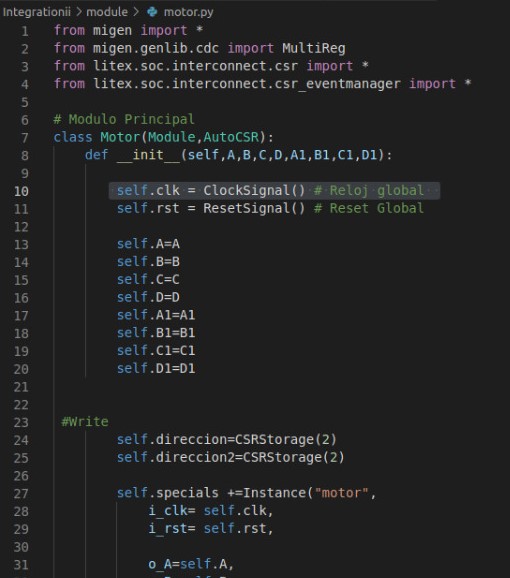 Integrationii > module > motor.py
1 from migen import *
2 from migen.genlib.cdc import MultiReg
3 from litex.soc.interconnect.csr import *
4 from litex.soc.interconnect.csr_eventmanager import *
5
6 # Modulo Principal
7 class Motor(Module,AutoCSR):
8     def __init__(self,A,B,C,D,A1,B1,C1,D1):
9
10         self.clk = ClockSignal() # Reloj global
11         self.rst = ResetSignal() # Reset Global
12
13         self.A=A
14         self.B=B
15         self.C=C
16         self.D=D
17         self.A1=A1
18         self.B1=B1
19         self.C1=C1
20         self.D1=D1
21
22
23  #Write
24         self.direccion=CSRStorage(2)
25         self.direccion2=CSRStorage(2)
26
27         self.specials +=Instance("motor",
28             i_clk= self.clk,
29             i_rst= self.rst,
30
31             o_A=self.A,